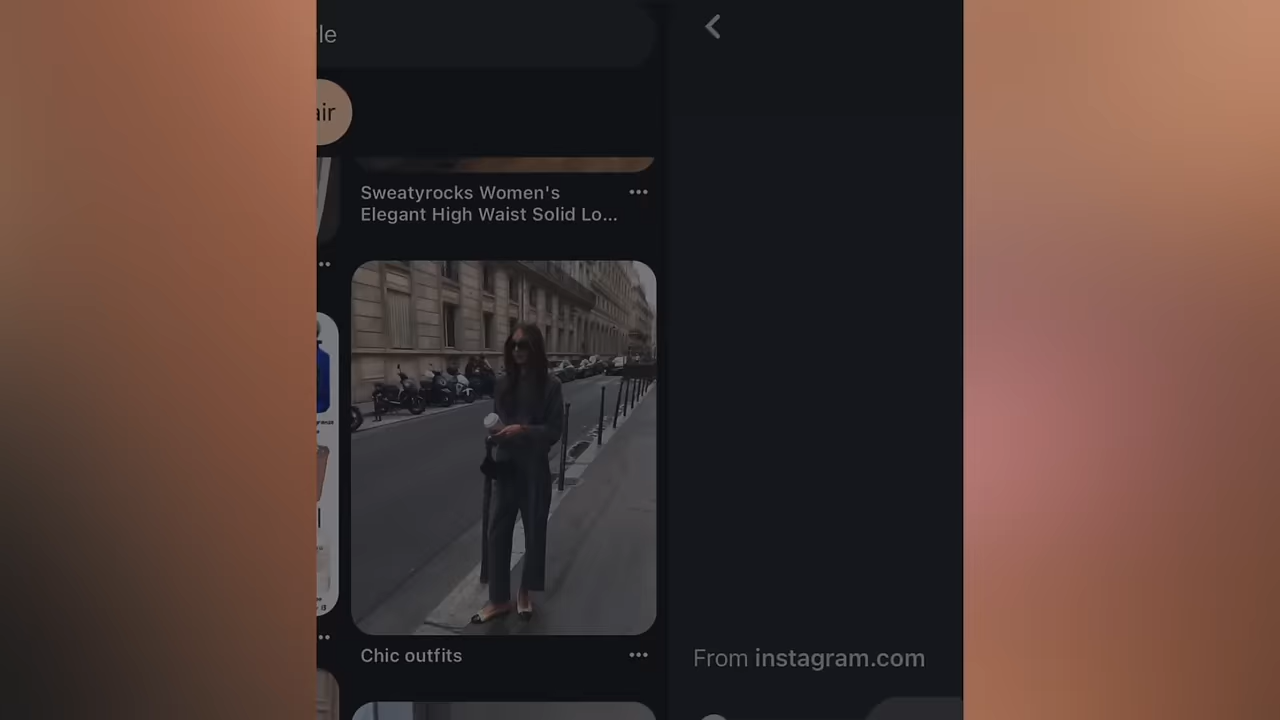 le
air
Sweatyrocks Women's
Elegant High Waist Solid Lo...
Chic outfits
From instagram.com